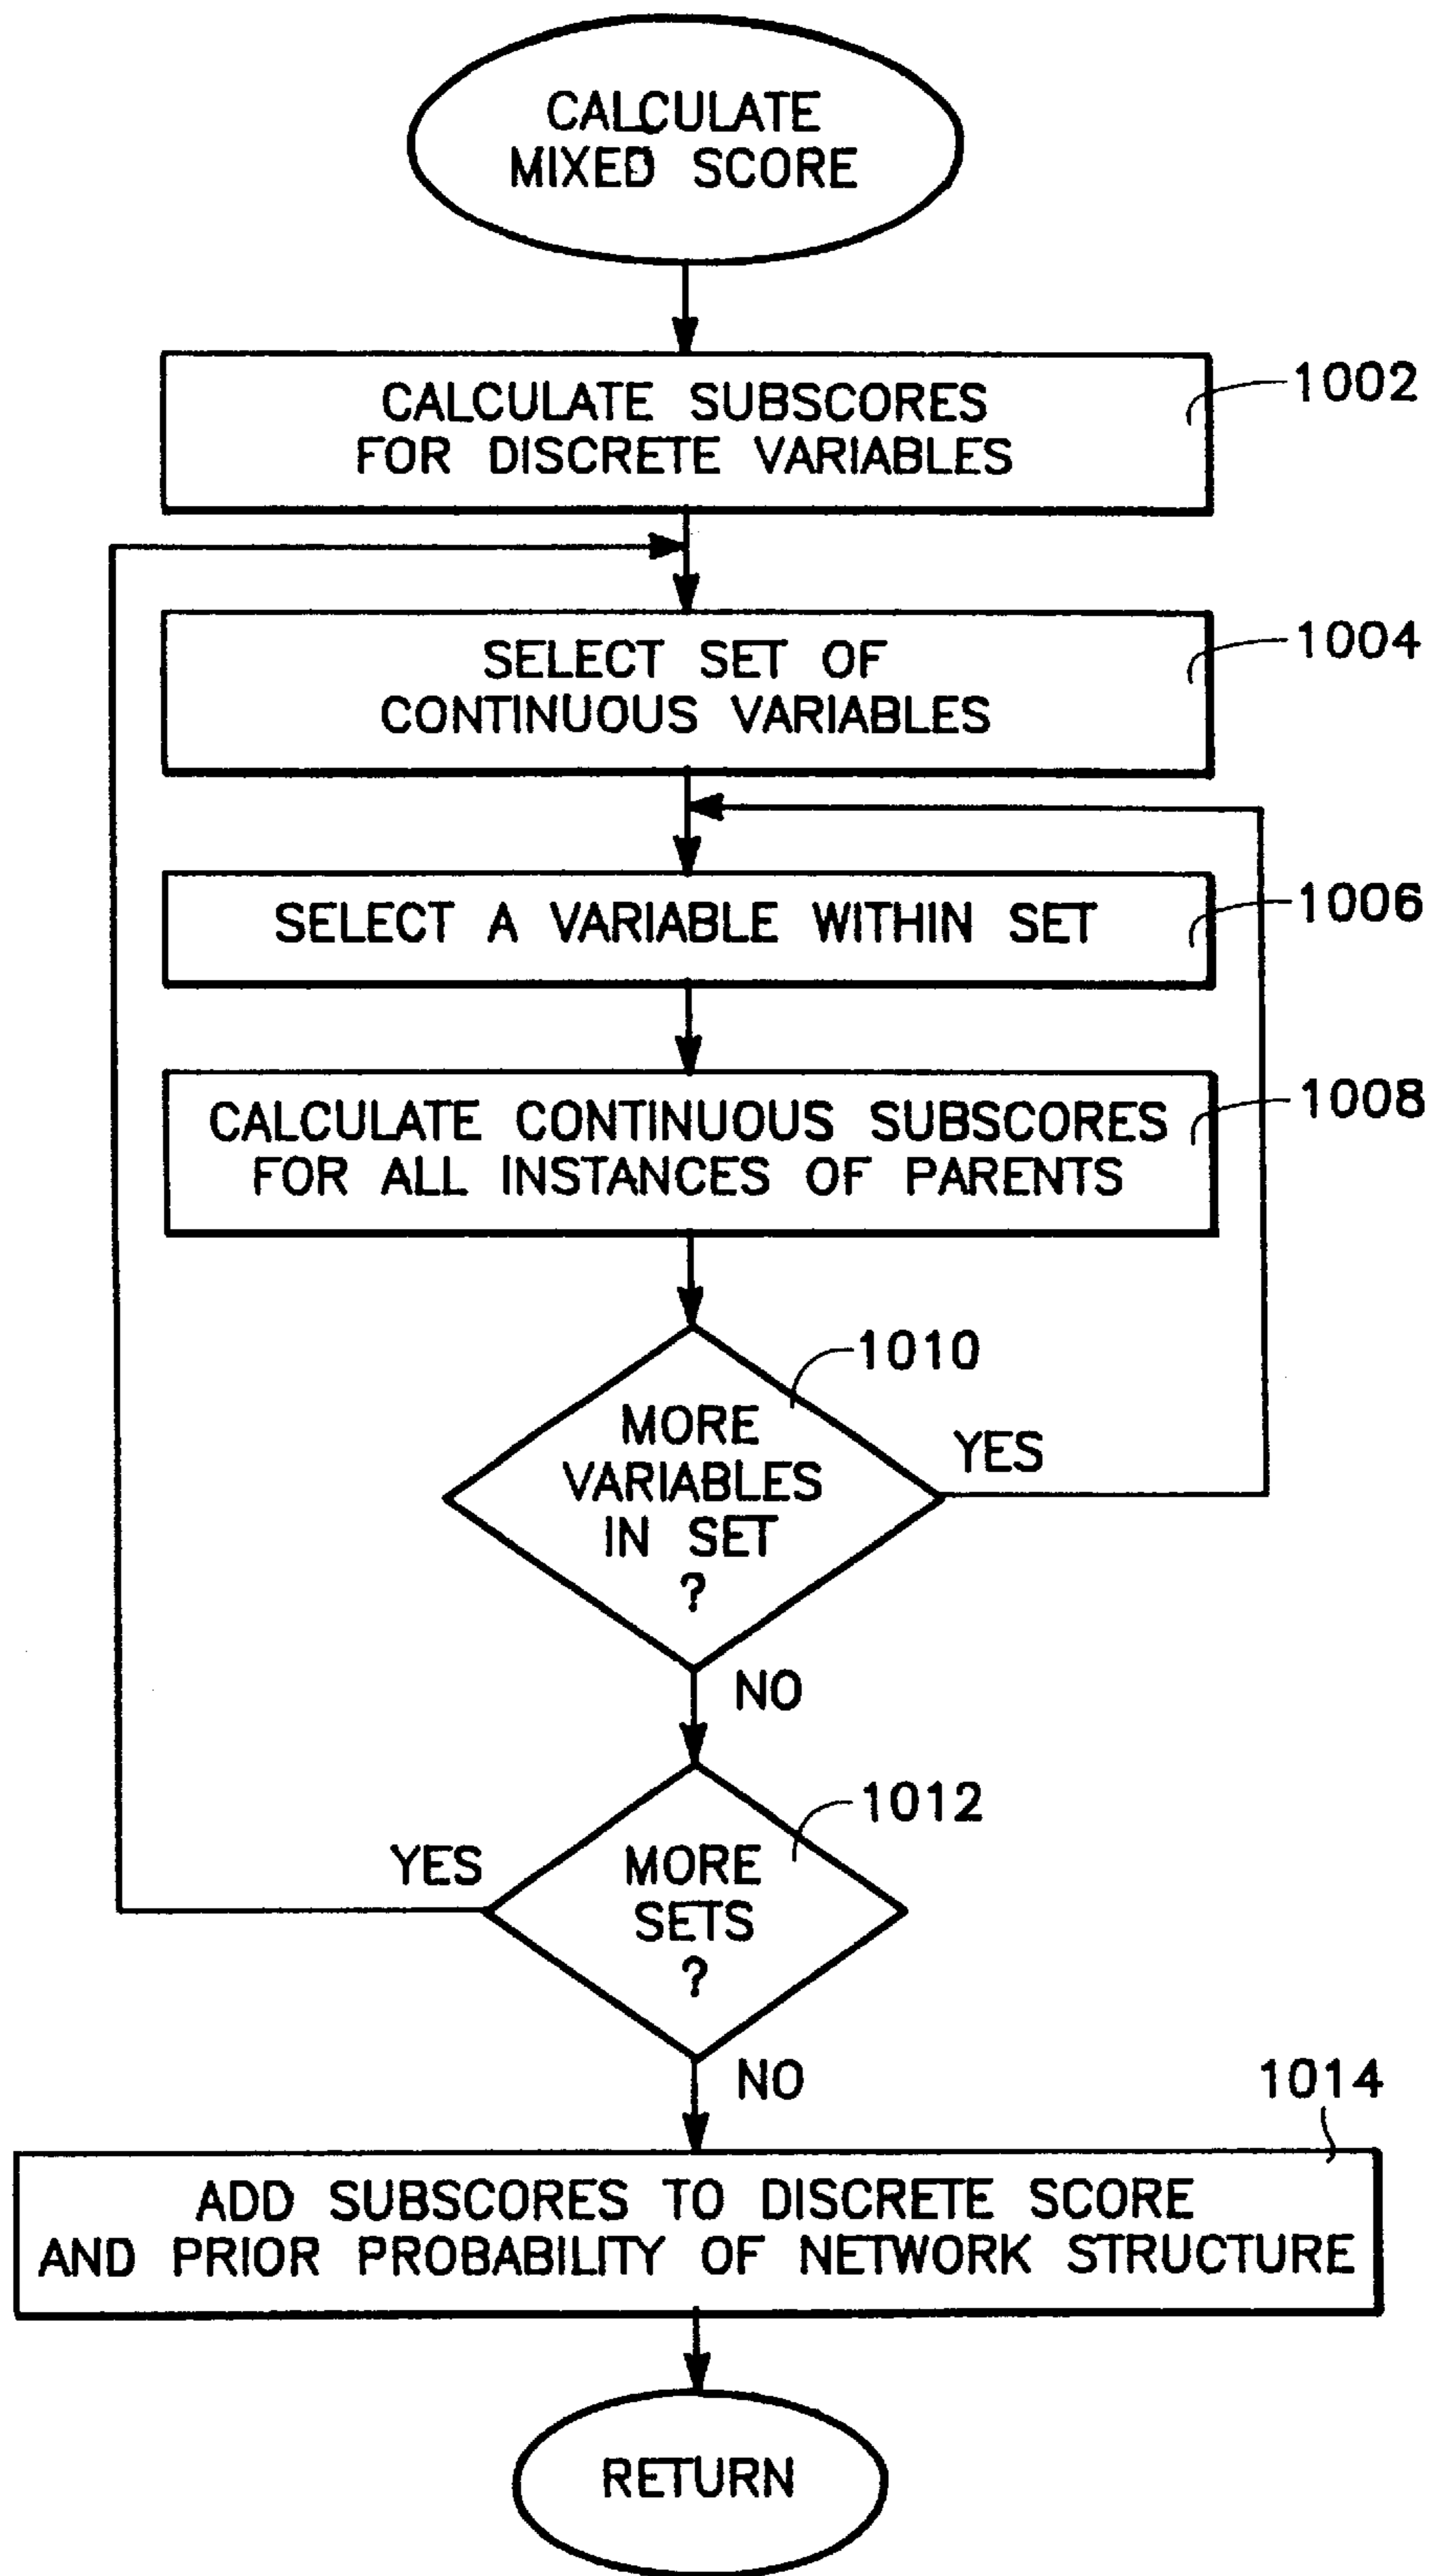 CALCULATE
MIXED SCORE
CALCULATE SUBSCORES
FOR DISCRETE VARIABLES
1002
SELECT SET OF
CONTINUOUS VARIABLES
1004
SELECT A VARIABLE WITHIN SET
1006
CALCULATE CONTINUOUS SUBSCORES
FOR ALL INSTANCES OF PARENTS
1008
1010
MORE
VARIABLES
IN SET
?
YES
NO
1012
YES
MORE
SETS
?
NO
1014
ADD SUBSCORES TO DISCRETE SCORE
AND PRIOR PROBABILITY OF NETWORK STRUCTURE
RETURN